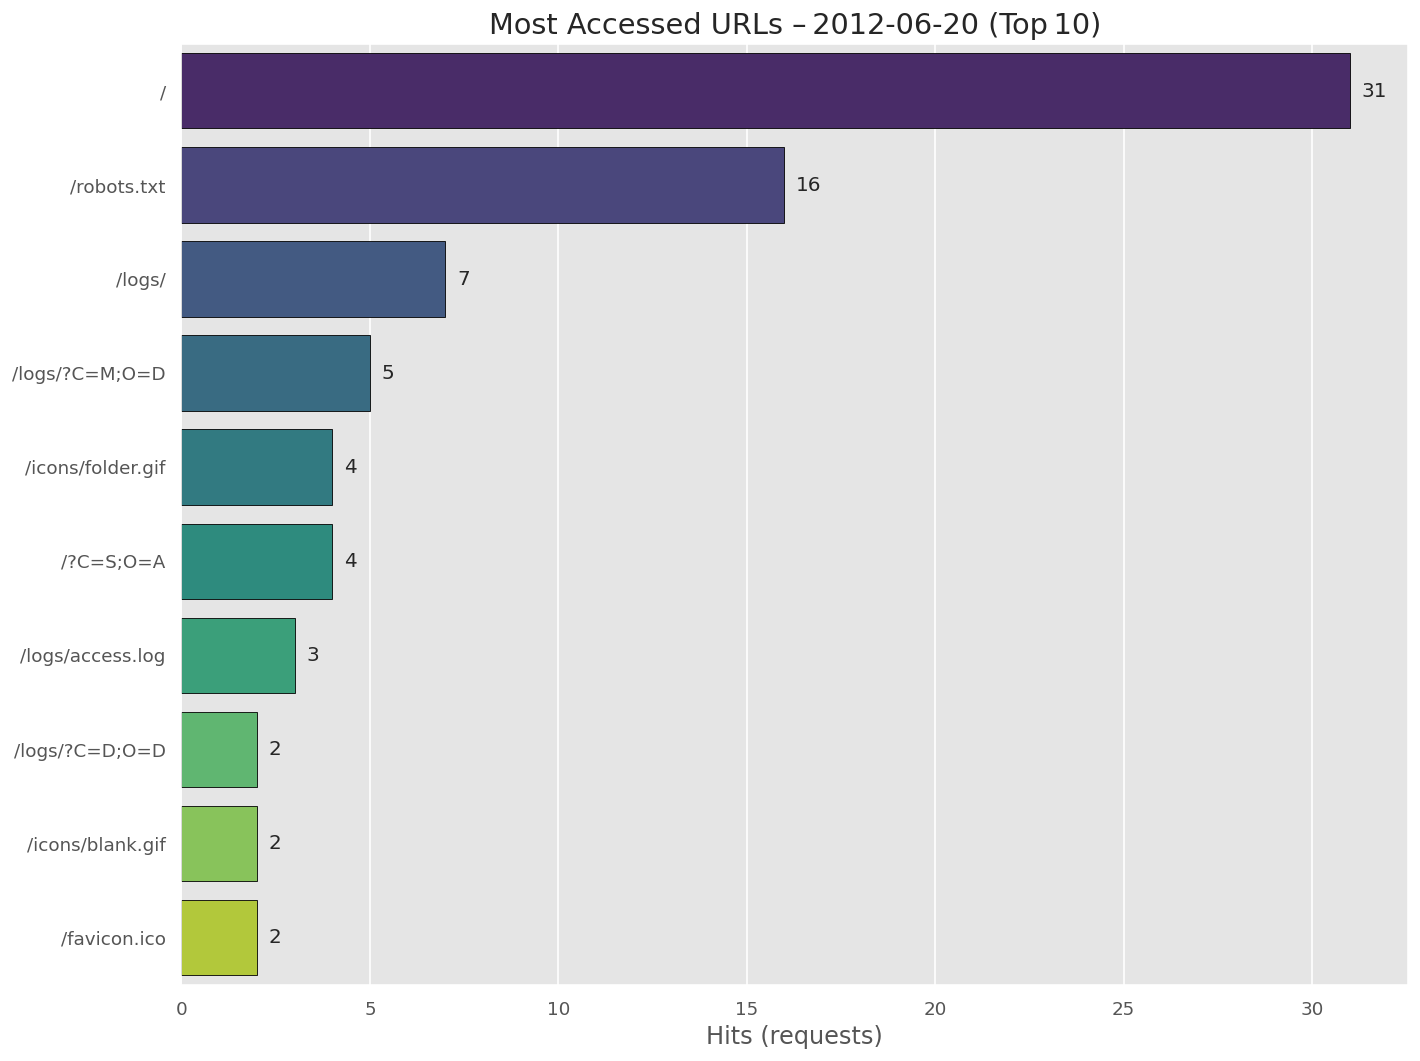 Most Accessed URLs – 2012-06-20 (Top 10)
/
31
/robots.txt
16
/logs/
7
/logs/?C=M;O=D
5
/icons/folder.gif
4
/?C=S;O=A
4
/logs/access.log
3
/logs/?C=D;O=D
2
/icons/blank.gif
2
/favicon.ico
2
0 5 10 15 20 25 30
Hits (requests)